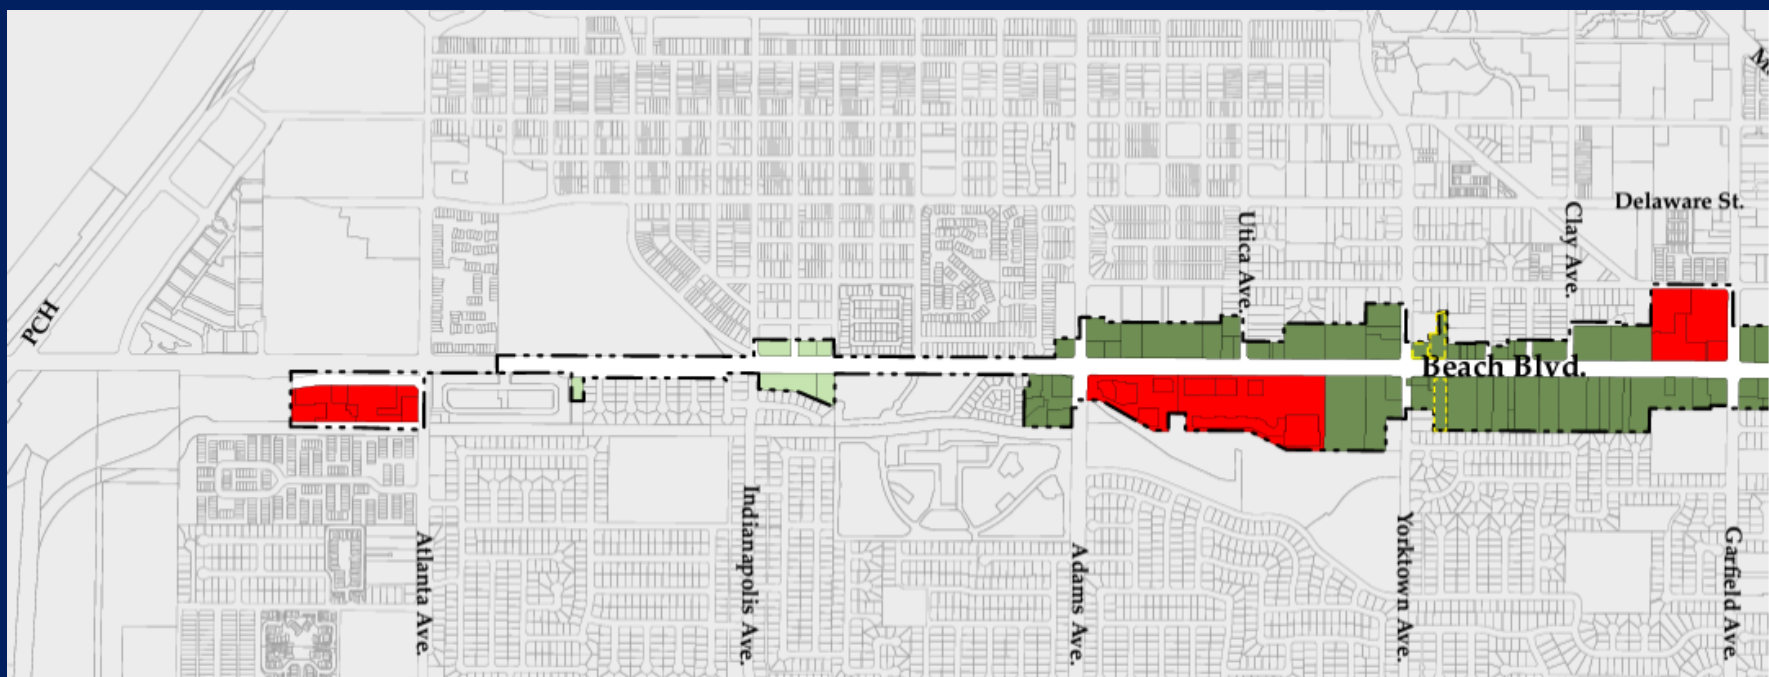 M
Delaware St.
Utica Ave.
Clay Ave.
PCH
Beach Blvd.
Indianapolis Ave.
Atlanta Ave.
Adams Ave.
Yorktown Ave.
Garfield Ave.